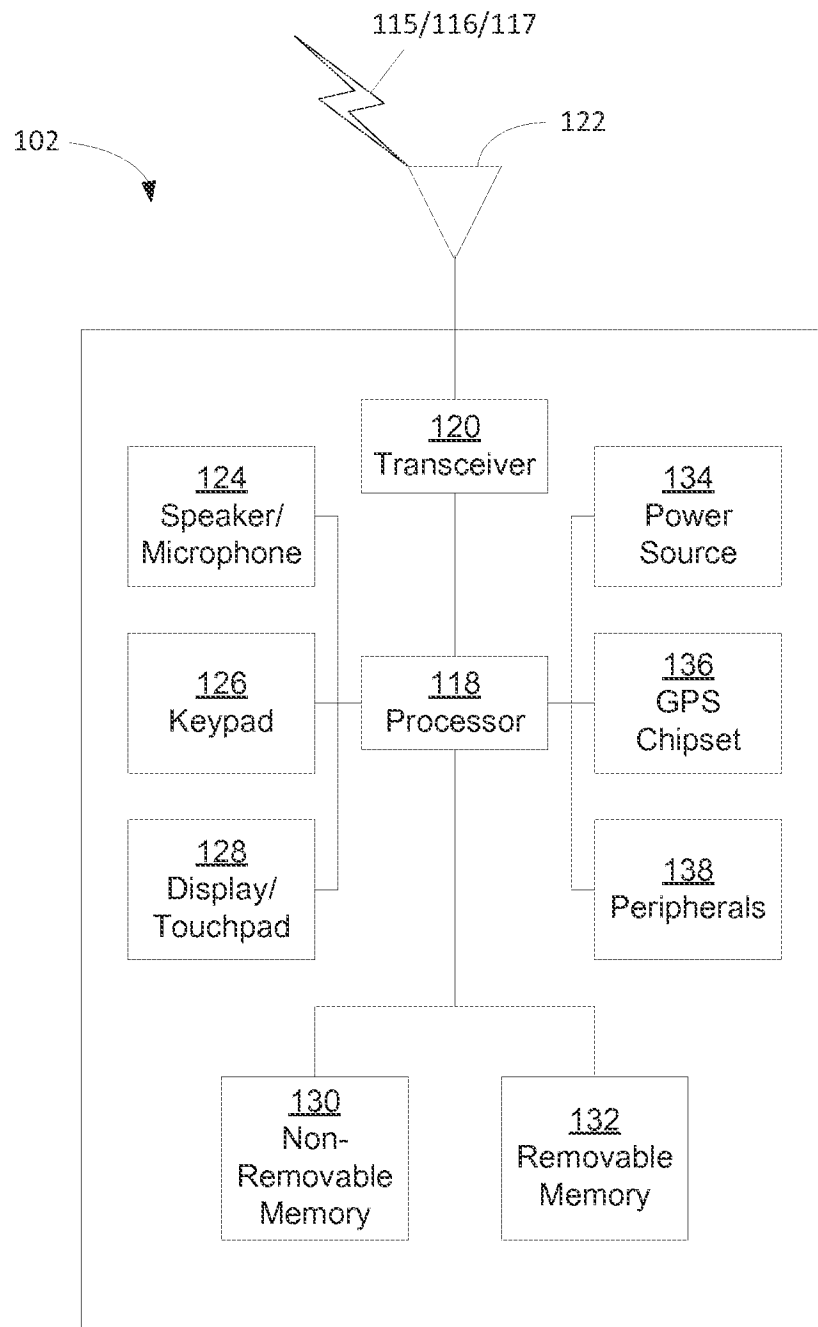 115/116/117
122
102
120
Transceiver
124
Speaker/
Microphone
134
Power
Source
126
Keypad
118
Processor
136
GPS
Chipset
128
Display/
Touchpad
138
Peripherals
130
Non-
Removable
Memory
132
Removable
Memory